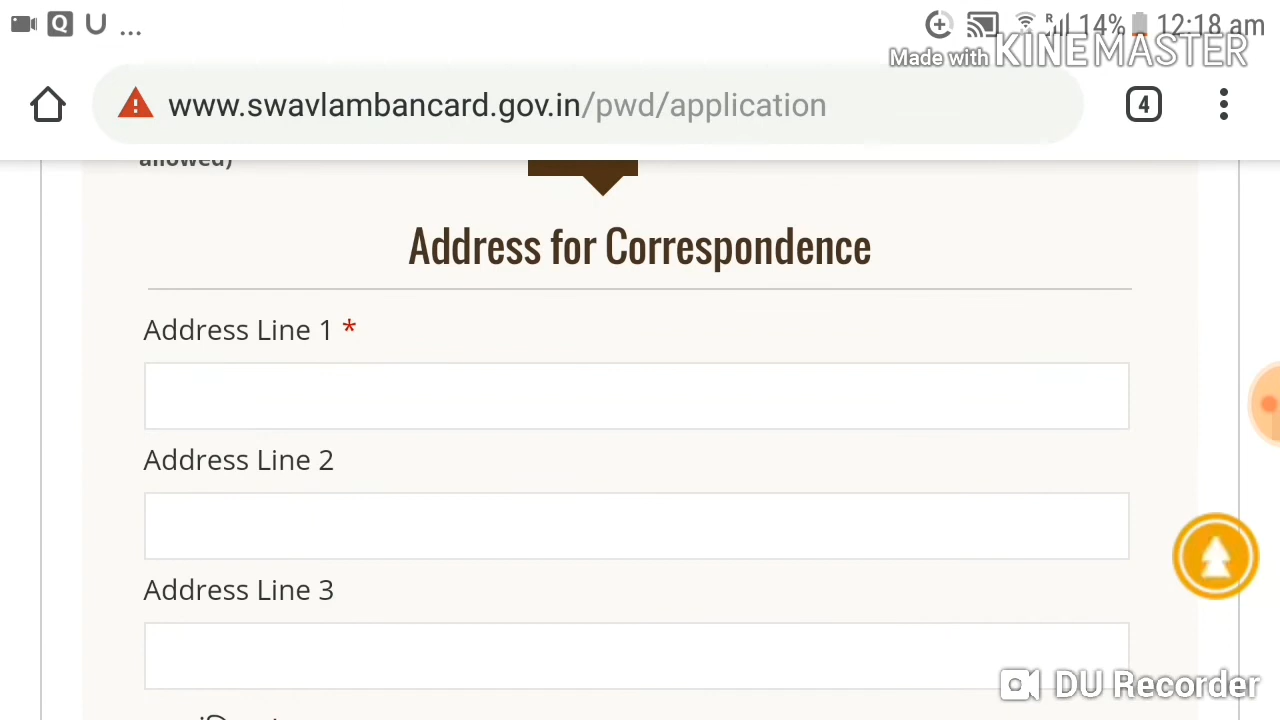 Q U ... R 14% 12:18 am
Made with KINEMASTER
www.swavlambancard.gov.in/pwd/application 4
allowed)
Address for Correspondence
Address Line 1 *
Address Line 2
Address Line 3
DU Recorder